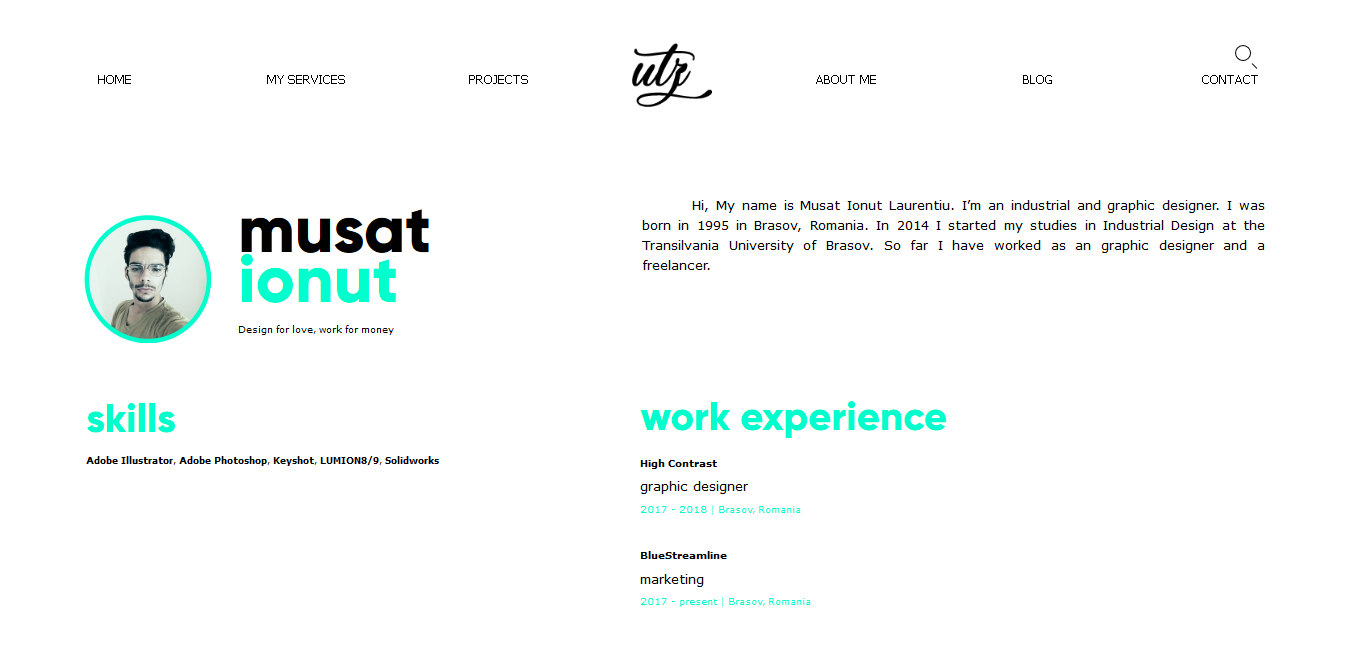 HOME MY SERVICES PROJECTS utz ABOUT ME BLOG CONTACT
musat
ionut
Design for love, work for money
Hi, My name is Musat Ionut Laurentiu. I’m an industrial and graphic designer. I was
born in 1995 in Brasov, Romania. In 2014 I started my studies in Industrial Design at the
Transilvania University of Brasov. So far I have worked as an graphic designer and a
freelancer.
skills
Adobe Illustrator, Adobe Photoshop, Keyshot, LUMION8/9, Solidworks
work experience
High Contrast
graphic designer
2017 - 2018 | Brasov, Romania
BlueStreamline
marketing
2017 - present | Brasov, Romania